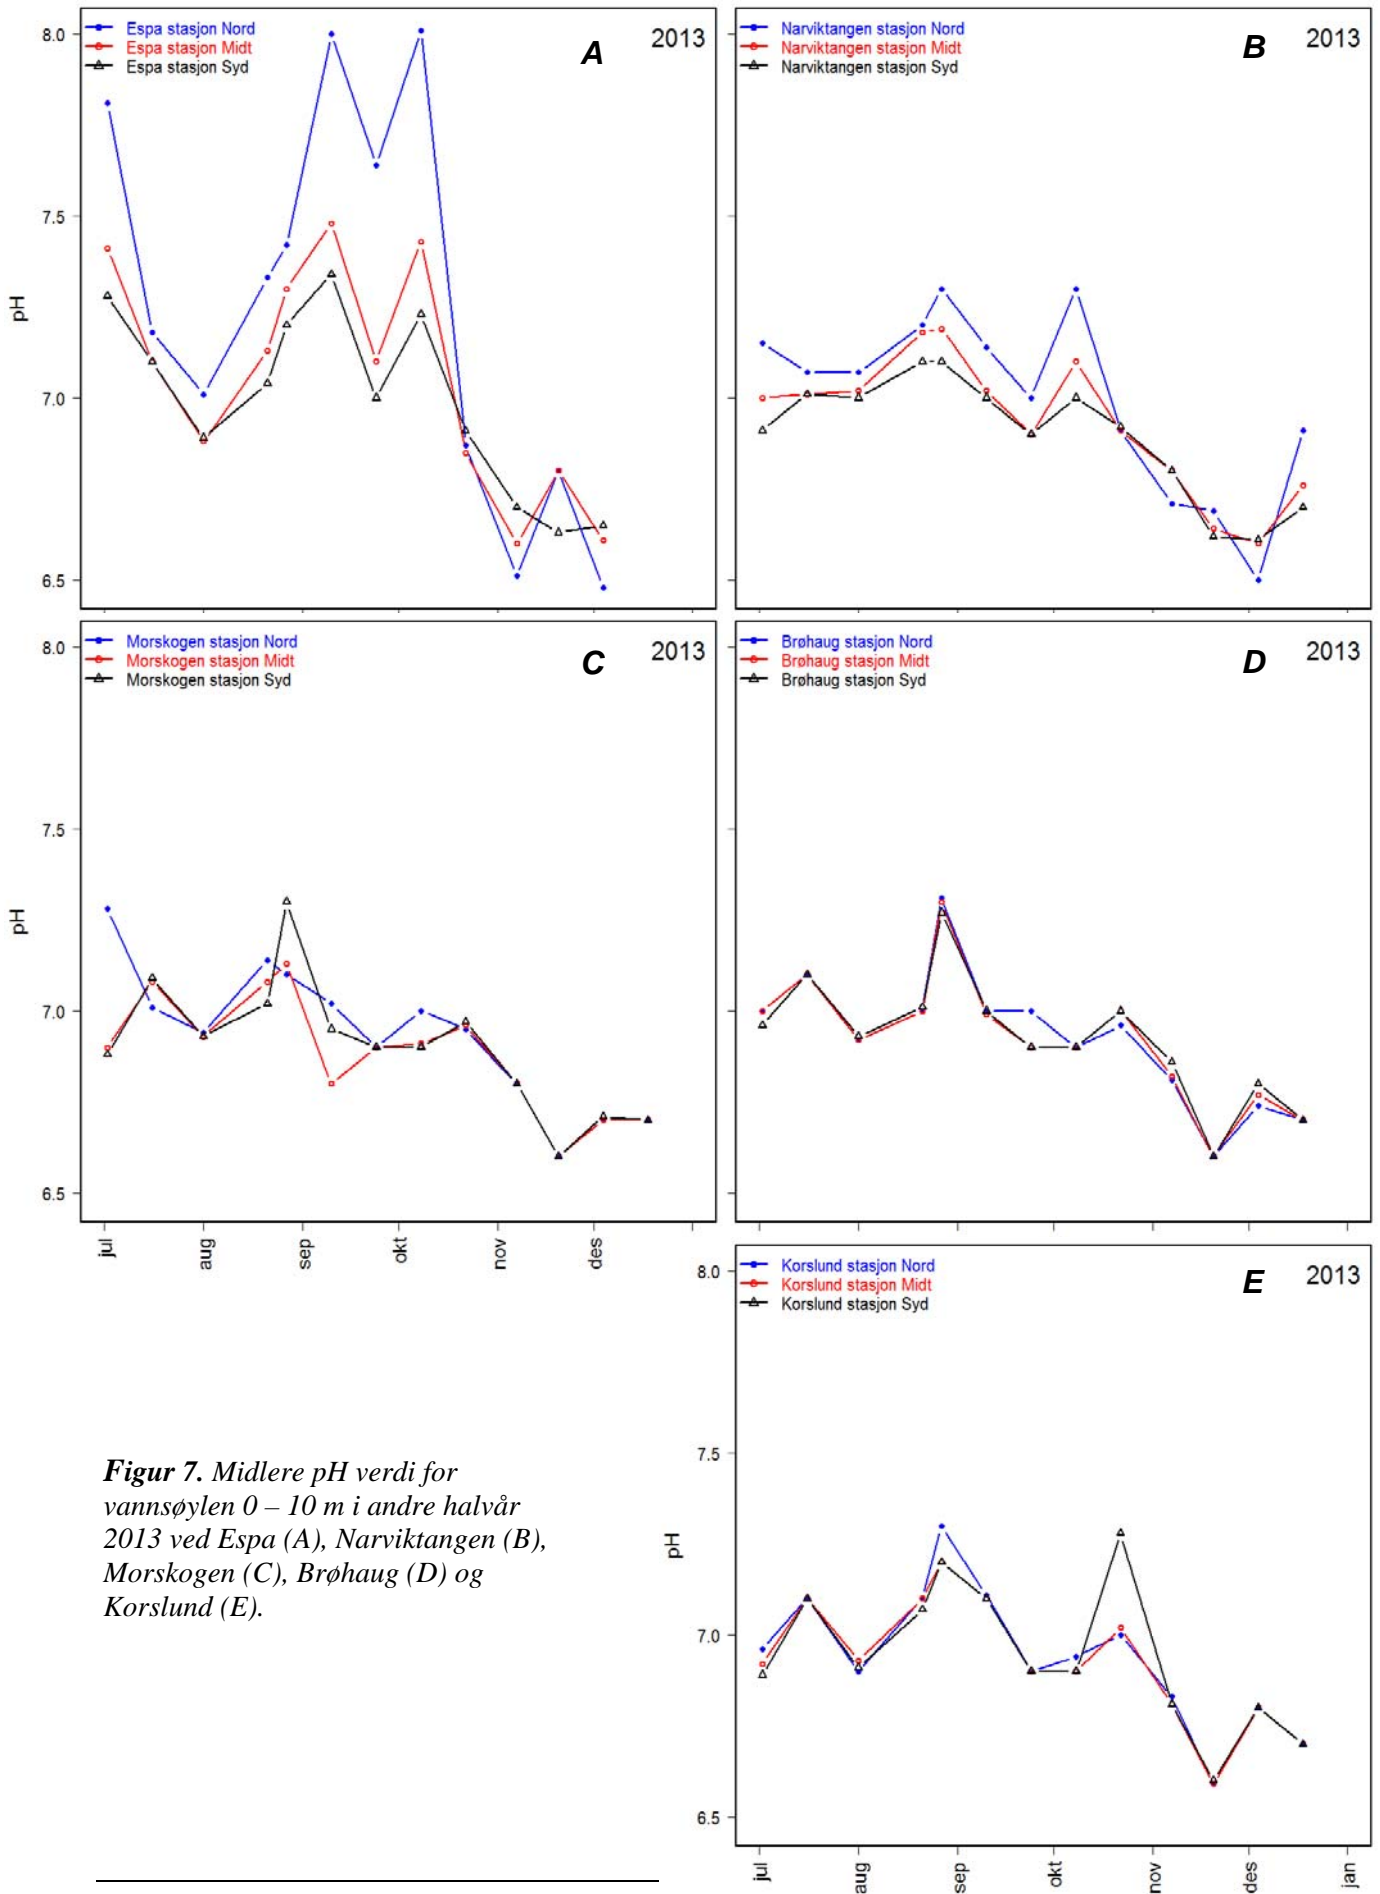 Espa stasjon Nord
Espa stasjon Midt
Espa stasjon Syd
A
2013
8.0
7.5
7.0
6.5
pH
Narviktangen stasjon Nord
Narviktangen stasjon Midt
Narviktangen stasjon Syd
B
2013
Morskogen stasjon Nord
Morskogen stasjon Midt
Morskogen stasjon Syd
C
2013
8.0
7.5
7.0
6.5
pH
jul
aug
sep
okt
nov
des
Brøhaug stasjon Nord
Brøhaug stasjon Midt
Brøhaug stasjon Syd
D
2013
Korslund stasjon Nord
Korslund stasjon Midt
Korslund stasjon Syd
E
2013
8.0
7.5
7.0
6.5
pH
jul
aug
sep
okt
nov
des
jan
Figur 7. Midlere pH verdi for
vannsøylen 0 – 10 m i andre halvår
2013 ved Espa (A), Narviktangen (B),
Morskogen (C), Brøhaug (D) og
Korslund (E).